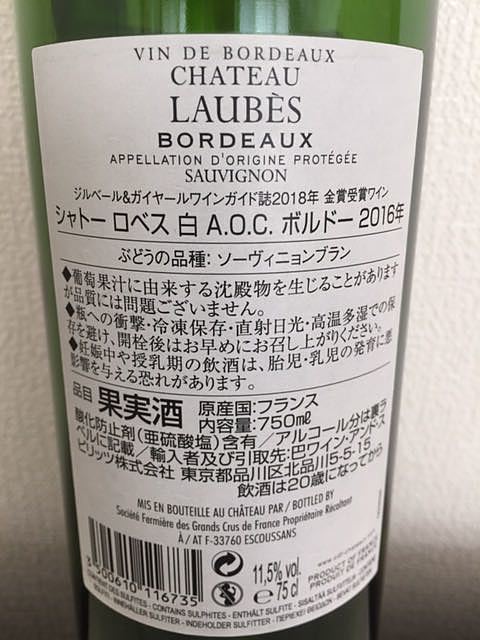 VIN DE BORDEAUX
CHATEAU
LAUBÈS
BORDEAUX
APPELLATION D'ORIGINE PROTÉGÉE
SAUVIGNON
ジルベール&ガイヤールワインガイド誌2018年 金賞受賞ワイン
シャトー ロベス 白 A.O.C. ボルドー 2016年
ぶどうの品種: ソーヴィニョンブラン
◆葡萄果汁に由来する沈殿物を生じることがあります
が品質には問題ございません。
◆瓶への衝撃・冷凍保存・直射日光・高温多湿での保
存を避け、開栓後はお早めにお召し上がりください。
◆妊娠中や授乳期の飲酒は、胎児・乳児の発育に悪
影響を与える恐れがあります。
品目 果実酒 原産国:フランス
内容量:750mℓ
酸化防止剤(亜硫酸塩)含有/アルコール分は裏ラ
ベルに記載/輸入者及び引取先:巴ワイン・アンド・ス
ピリッツ株式会社 東京都品川区北品川5-5-15
飲酒は20歳になってから
MIS EN BOUTEILLE AU CHÂTEAU PAR / BOTTLED BY
Société Fermière des Grands Crus de France Propriétaire Récoltant
À / AT F-33760 ESCOUSSANS
3 500610 116735
11,5% vol.
e 75 cl
PRODUCT OF FRANCE
- CONTAINS SULPHITES - ENTHÄLT SULFITE -
- INNEHÅLLER SULFITER - INDEHOLDER SULFITTER -